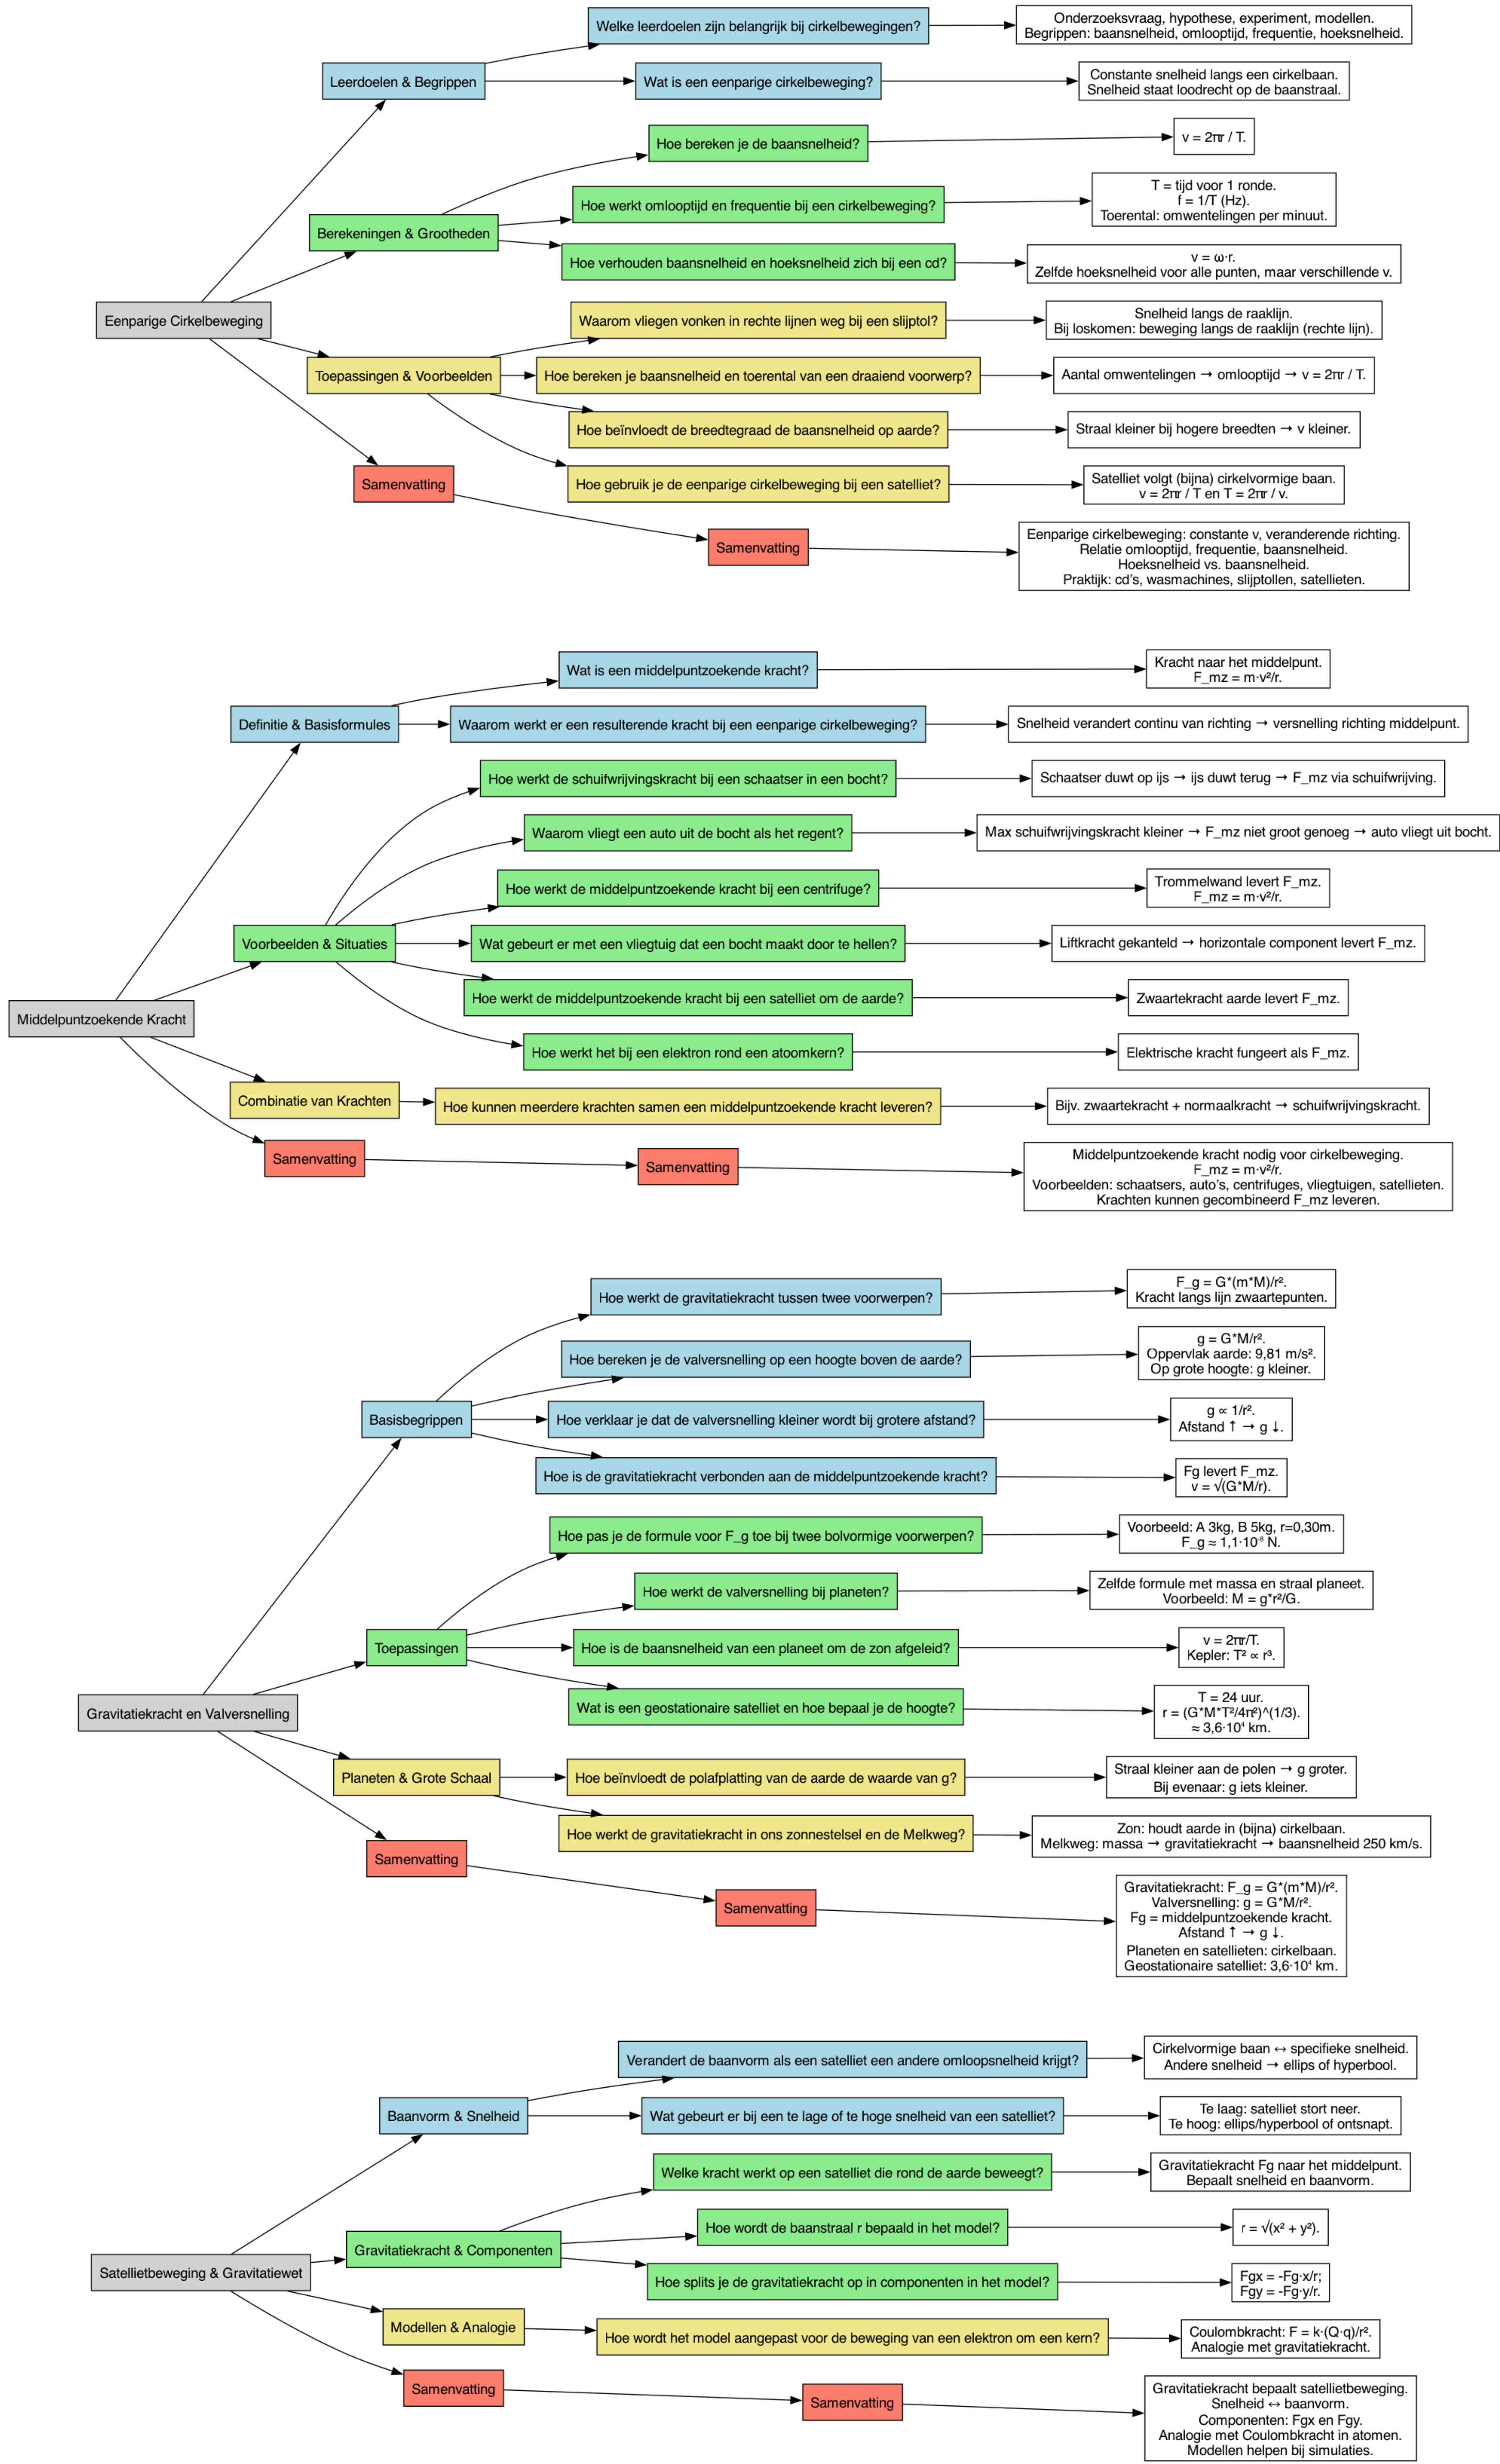 Eenparige Cirkelbeweging
Leerdoelen & Begrippen
Welke leerdoelen zijn belangrijk bij cirkelbewegingen?
Onderzoeksvraag, hypothese, experiment, modellen.
Begrippen: baansnelheid, omlooptijd, frequentie, hoeksnelheid.
Wat is een eenparige cirkelbeweging?
Constante snelheid langs een cirkelbaan.
Snelheid staat loodrecht op de baanstraal.
Berekeningen & Grootheden
Hoe bereken je de baansnelheid?
v = 2πr / T.
Hoe werkt omlooptijd en frequentie bij een cirkelbeweging?
T = tijd voor 1 ronde.
f = 1/T (Hz).
Toerental: omwentelingen per minuut.
Hoe verhouden baansnelheid en hoeksnelheid zich bij een cd?
v = ω·r.
Zelfde hoeksnelheid voor alle punten, maar verschillende v.
Toepassingen & Voorbeelden
Waarom vliegen vonken in rechte lijnen weg bij een slijptol?
Snelheid langs de raaklijn.
Bij loskomen: beweging langs de raaklijn (rechte lijn).
Hoe bereken je baansnelheid en toerental van een draaiend voorwerp?
Aantal omwentelingen → omlooptijd → v = 2πr / T.
Hoe beïnvloedt de breedtegraad de baansnelheid op aarde?
Straal kleiner bij hogere breedten → v kleiner.
Hoe gebruik je de eenparige cirkelbeweging bij een satelliet?
Satelliet volgt (bijna) cirkelvormige baan.
v = 2πr / T en T = 2πr / v.
Samenvatting
Samenvatting
Eenparige cirkelbeweging: constante v, veranderende richting.
Relatie omlooptijd, frequentie, baansnelheid.
Hoeksnelheid vs. baansnelheid.
Praktijk: cd's, wasmachines, slijptollen, satellieten.
Middelpuntzoekende Kracht
Definitie & Basisformules
Wat is een middelpuntzoekende kracht?
Kracht naar het middelpunt.
F_mz = m·v²/r.
Waarom werkt er een resulterende kracht bij een eenparige cirkelbeweging?
Snelheid verandert continu van richting → versnelling richting middelpunt.
Voorbeelden & Situaties
Hoe werkt de schuifwrijvingskracht bij een schaatser in een bocht?
Schaatser duwt op ijs → ijs duwt terug → F_mz via schuifwrijving.
Waarom vliegt een auto uit de bocht als het regent?
Max schuifwrijvingskracht kleiner → F_mz niet groot genoeg → auto vliegt uit bocht.
Hoe werkt de middelpuntzoekende kracht bij een centrifuge?
Trommelwand levert F_mz.
F_mz = m·v²/r.
Wat gebeurt er met een vliegtuig dat een bocht maakt door te hellen?
Liftkracht gekanteld → horizontale component levert F_mz.
Hoe werkt de middelpuntzoekende kracht bij een satelliet om de aarde?
Zwaartekracht aarde levert F_mz.
Hoe werkt het bij een elektron rond een atoomkern?
Elektrische kracht fungeert als F_mz.
Combinatie van Krachten
Hoe kunnen meerdere krachten samen een middelpuntzoekende kracht leveren?
Bijv. zwaartekracht + normaalkracht → schuifwrijvingskracht.
Samenvatting
Samenvatting
Middelpuntzoekende kracht nodig voor cirkelbeweging.
F_mz = m·v²/r.
Voorbeelden: schaatsers, auto's, centrifuges, vliegtuigen, satellieten.
Krachten kunnen gecombineerd F_mz leveren.
Gravitatiekracht en Valversnelling
Basisbegrippen
Hoe werkt de gravitatiekracht tussen twee voorwerpen?
F_g = G*(m*M)/r².
Kracht langs lijn zwaartepunten.
Hoe bereken je de valversnelling op een hoogte boven de aarde?
g = G*M/r².
Oppervlak aarde: 9,81 m/s².
Op grote hoogte: g kleiner.
Hoe verklaar je dat de valversnelling kleiner wordt bij grotere afstand?
g ∝ 1/r².
Afstand ↑ → g ↓.
Hoe is de gravitatiekracht verbonden aan de middelpuntzoekende kracht?
Fg levert F_mz.
v = √(G*M/r).
Toepassingen
Hoe pas je de formule voor F_g toe bij twee bolvormige voorwerpen?
Voorbeeld: A 3kg, B 5kg, r=0,30m.
F_g ≈ 1,1·10⁻⁸ N.
Hoe werkt de valversnelling bij planeten?
Zelfde formule met massa en straal planeet.
Voorbeeld: M = g*r²/G.
Hoe is de baansnelheid van een planeet om de zon afgeleid?
v = 2πr/T.
Kepler: T² ∝ r³.
Wat is een geostationaire satelliet en hoe bepaal je de hoogte?
T = 24 uur.
r = (G*M*T²/4π²)^(1/3).
≈ 3,6·10⁴ km.
Planeten & Grote Schaal
Hoe beïnvloedt de polafplatting van de aarde de waarde van g?
Straal kleiner aan de polen → g groter.
Bij evenaar: g iets kleiner.
Hoe werkt de gravitatiekracht in ons zonnestelsel en de Melkweg?
Zon: houdt aarde in (bijna) cirkelbaan.
Melkweg: massa → gravitatiekracht → baansnelheid 250 km/s.
Samenvatting
Samenvatting
Gravitatiekracht: F_g = G*(m*M)/r².
Valversnelling: g = G*M/r².
Fg = middelpuntzoekende kracht.
Afstand ↑ → g ↓.
Planeten en satellieten: cirkelbaan.
Geostationaire satelliet: 3,6·10⁴ km.
Satellietbeweging & Gravitatiewet
Baanvorm & Snelheid
Verandert de baanvorm als een satelliet een andere omloopsnelheid krijgt?
Cirkelvormige baan ↔ specifieke snelheid.
Andere snelheid → ellips of hyperbool.
Wat gebeurt er bij een te lage of te hoge snelheid van een satelliet?
Te laag: satelliet stort neer.
Te hoog: ellips/hyperbool of ontsnapt.
Gravitatiekracht & Componenten
Welke kracht werkt op een satelliet die rond de aarde beweegt?
Gravitatiekracht Fg naar het middelpunt.
Bepaalt snelheid en baanvorm.
Hoe wordt de baanstraal r bepaald in het model?
r = √(x² + y²).
Hoe splits je de gravitatiekracht op in componenten in het model?
Fgx = -Fg·x/r;
Fgy = -Fg·y/r.
Modellen & Analogie
Hoe wordt het model aangepast voor de beweging van een elektron om een kern?
Coulombkracht: F = k·(Q·q)/r².
Analogie met gravitatiekracht.
Samenvatting
Samenvatting
Gravitatiekracht bepaalt satellietbeweging.
Snelheid ↔ baanvorm.
Componenten: Fgx en Fgy.
Analogie met Coulombkracht in atomen.
Modellen helpen bij simulaties.